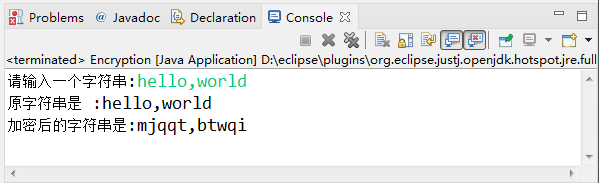 Problems @ Javadoc Declaration Console
<terminated> Encryption [Java Application] D:\eclipse\plugins\org.eclipse.justj.openjdk.hotspot.jre.full
请输入一个字符串:hello,world
原字符串是 :hello,world
加密后的字符串是:mjqqt,btwqi